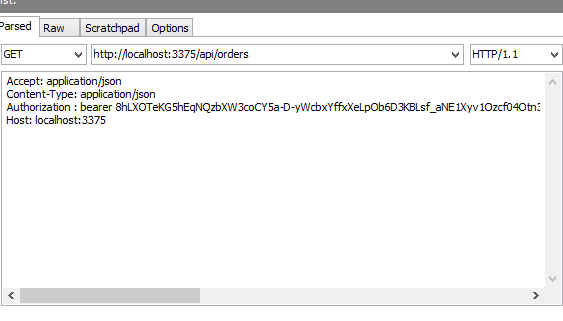 Parsed Raw Scratchpad Options
GET http://localhost:3375/api/orders HTTP/1.1
Accept: application/json
Content-Type: application/json
Authorization : bearer 8hLXOTeKG5hEqNQzbXW3coCY5a-D-yWcbxYffxXeLpOb6D3KBLsf_aNE1Xyv1Ozcf04Otn3
Host: localhost:3375